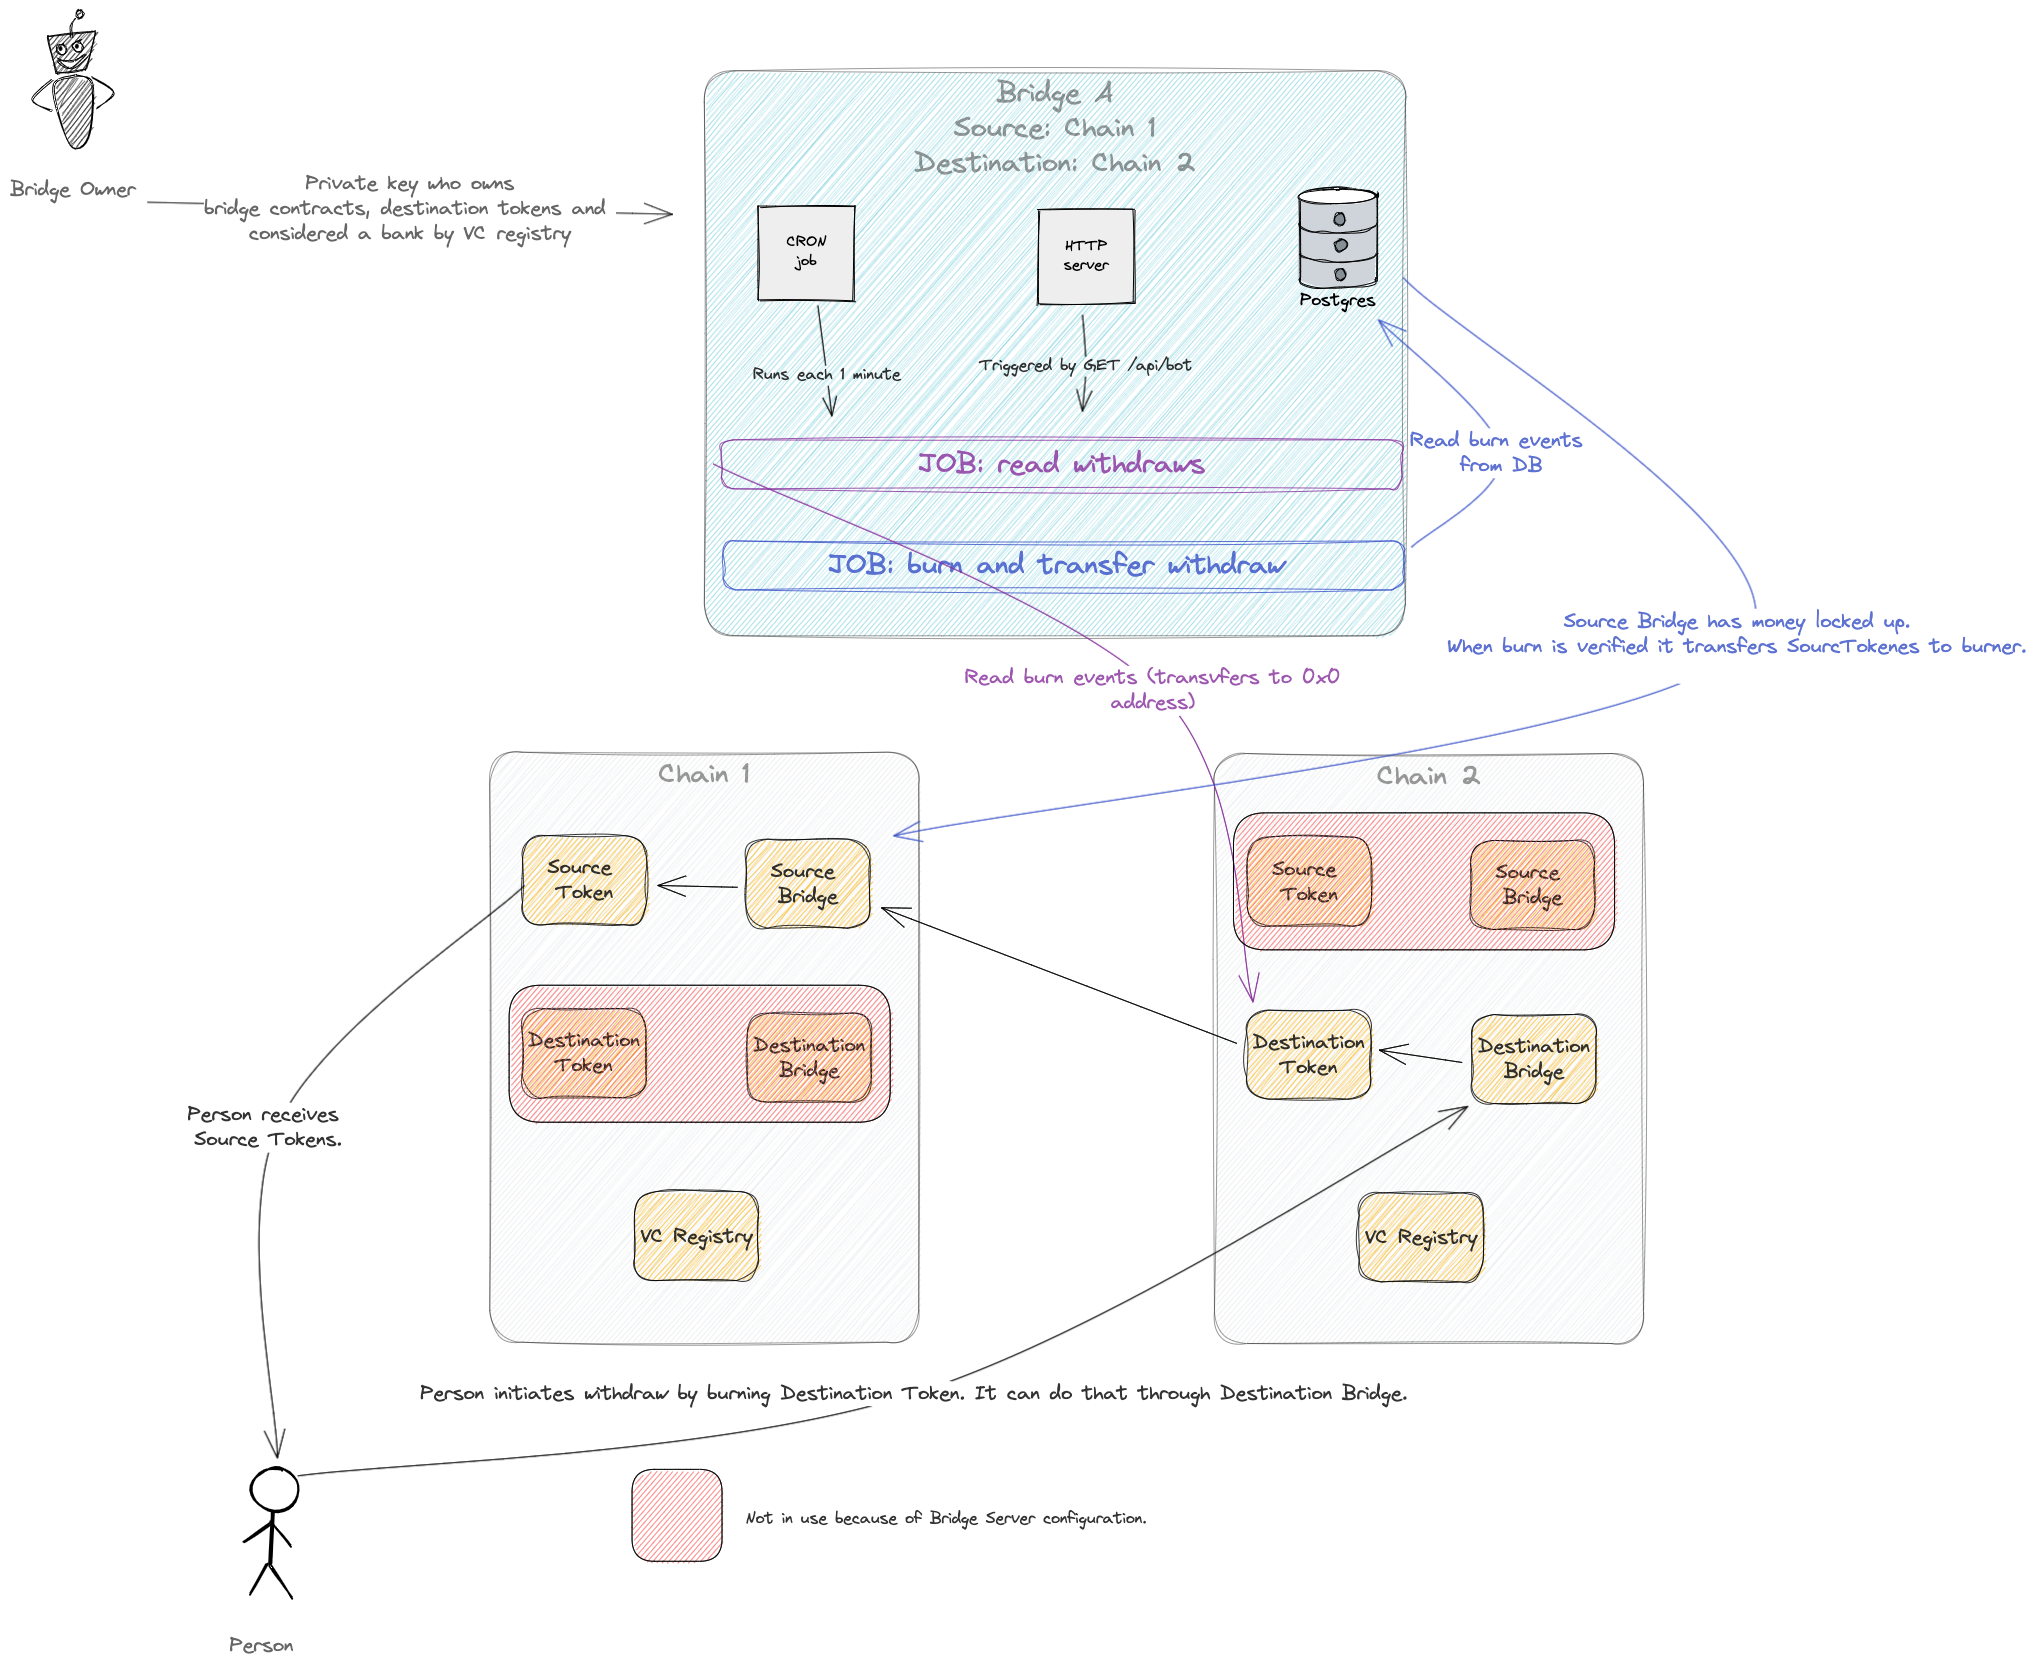 Bridge A
Source: Chain 1
Destination: Chain 2
Bridge Owner
Private key who owns
bridge contracts, destination tokens and
considered a bank by VC registry
CRON
job
HTTP
server
Postgres
Runs each 1 minute
Triggered by GET /api/bot
JOB: read withdraws
Read burn events
from DB
JOB: burn and transfer withdraw
Source Bridge has money locked up.
When burn is verified it transfers SourcTokenes to burner.
Read burn events (transvfers to 0x0
address)
Chain 1
Source
Token
Source
Bridge
Destination
Token
Destination
Bridge
VC Registry
Chain 2
Source
Token
Source
Bridge
Destination
Token
Destination
Bridge
VC Registry
Person receives
Source Tokens.
Person initiates withdraw by burning Destination Token. It can do that through Destination Bridge.
Not in use because of Bridge Server configuration.
Person